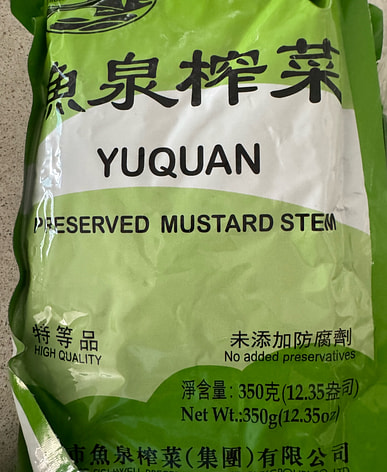 魚泉榨菜
YUQUAN
PRESERVED MUSTARD STEM
特等品
HIGH QUALITY
未添加防腐劑
No added preservatives
淨含量: 350克(12.35盎司)
Net Wt.:350g(12.35oz)
市魚泉榨菜(集團)有限公司